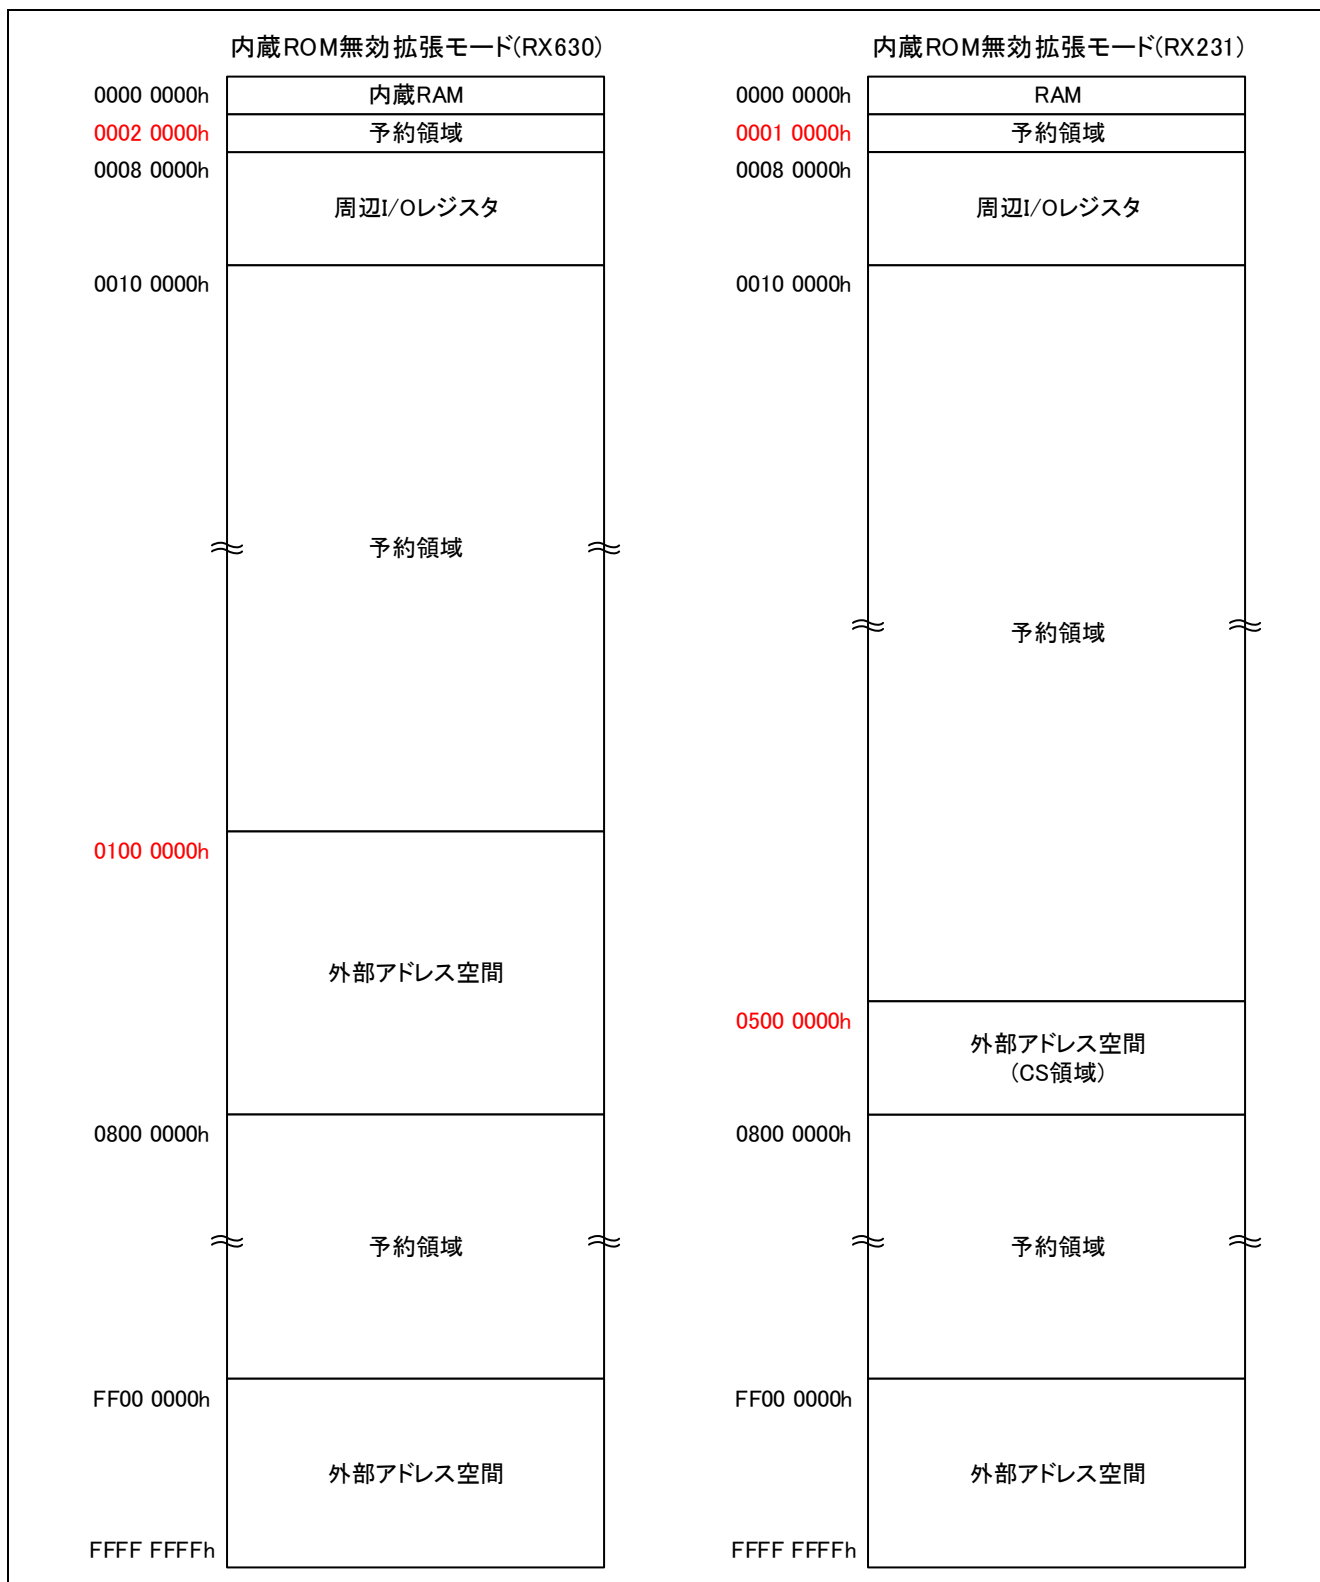 内蔵ROM無効拡張モード(RX630)
0000 0000h
内蔵RAM
0002 0000h
予約領域
0008 0000h
周辺I/Oレジスタ
0010 0000h
予約領域
0100 0000h
外部アドレス空間
0800 0000h
予約領域
FF00 0000h
外部アドレス空間
FFFF FFFFh
内蔵ROM無効拡張モード(RX231)
0000 0000h
RAM
0001 0000h
予約領域
0008 0000h
周辺I/Oレジスタ
0010 0000h
予約領域
0500 0000h
外部アドレス空間
(CS領域)
0800 0000h
予約領域
FF00 0000h
外部アドレス空間
FFFF FFFFh